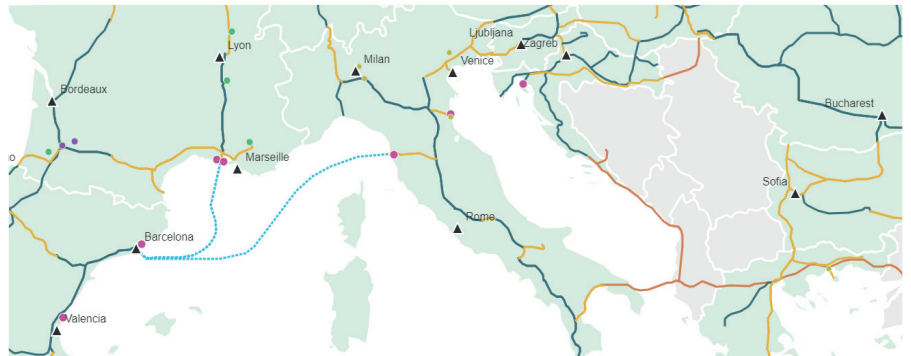 Ljubljana
Zagreb
Lyon
Milan
Venice
Bordeaux
Bucharest
o
Marseille
Sofia
Rome
Barcelona
Valencia